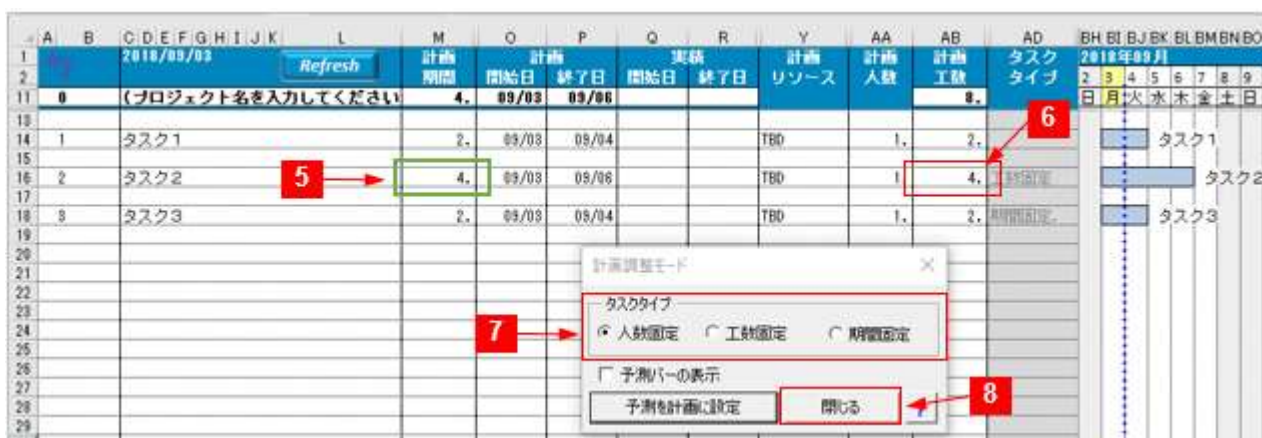 A B C D E F G H I J K L M O P Q R Y AA AB AD BH BI BJ BK BL BM BN BO
1 2018/09/03 Refresh 計画 計画 実績 計画 計画 計画 タスク 2018年09月
2 期間 開始日 終了日 開始日 終了日 リソース 人数 工数 タイプ 2 3 4 5 6 7 8 9
11 0 (プロジェクト名を入力してください 4. 09/03 09/06 8. 日 月 火 水 木 金 土 日
13
6
14 1 タスク1 2. 09/03 09/04 TBD 1. 2. タスク1
15
5
16 2 タスク2 4. 09/03 09/06 TBD 1 4. 工数固定 タスク2
17
18 3 タスク3 2. 09/03 09/04 TBD 1. 2. 期間固定. タスク3
19
20
21 計画調整モード ×
22
23 タスクタイプ
24 7 人数固定 工数固定 期間固定
25
26 予測バーの表示
27
28 予測を計画に設定 閉じる ? 8
29